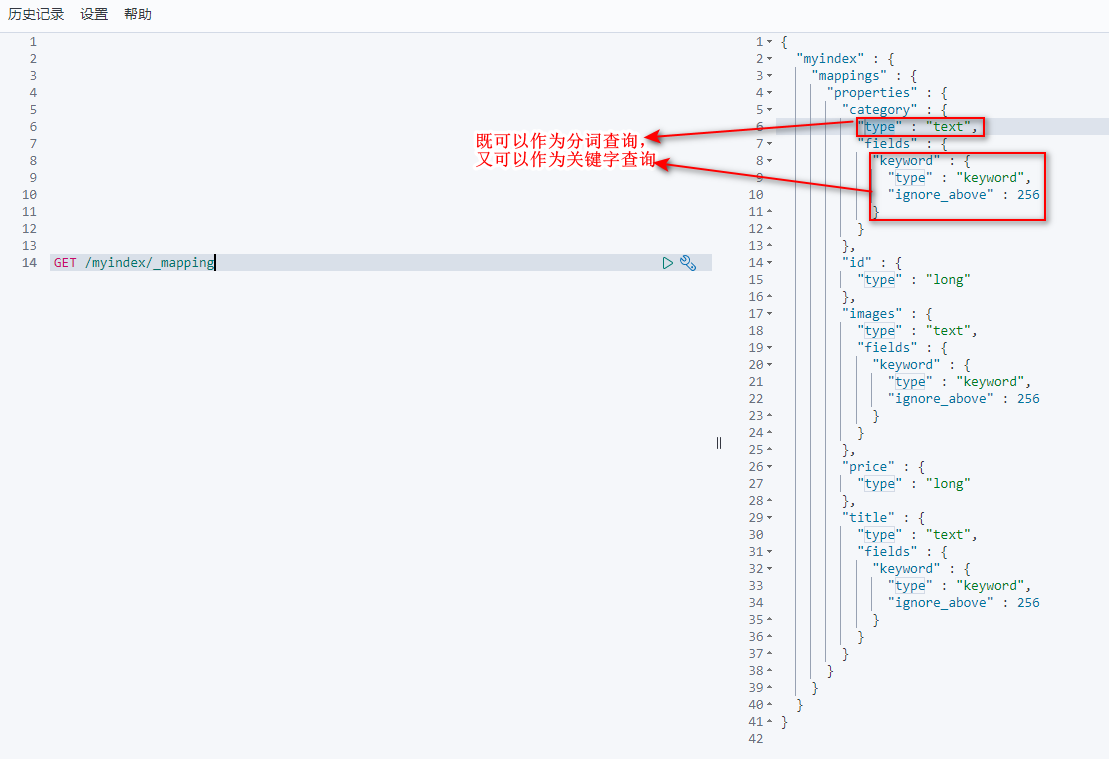 历史记录 设置 帮助
1
2
3
4
5
6
7
8
9
10
11
12
13
14 GET /myindex/_mapping
既可以作为分词查询，
又可以作为关键字查询
1 {
2 "myindex" : {
3 "mappings" : {
4 "properties" : {
5 "category" : {
6 "type" : "text",
7 "fields" : {
8 "keyword" : {
9 "type" : "keyword",
10 "ignore_above" : 256
11 }
12 }
13 },
14 "id" : {
15 "type" : "long"
16 },
17 "images" : {
18 "type" : "text",
19 "fields" : {
20 "keyword" : {
21 "type" : "keyword",
22 "ignore_above" : 256
23 }
24 }
25 },
26 "price" : {
27 "type" : "long"
28 },
29 "title" : {
30 "type" : "text",
31 "fields" : {
32 "keyword" : {
33 "type" : "keyword",
34 "ignore_above" : 256
35 }
36 }
37 }
38 }
39 }
40 }
41 }
42